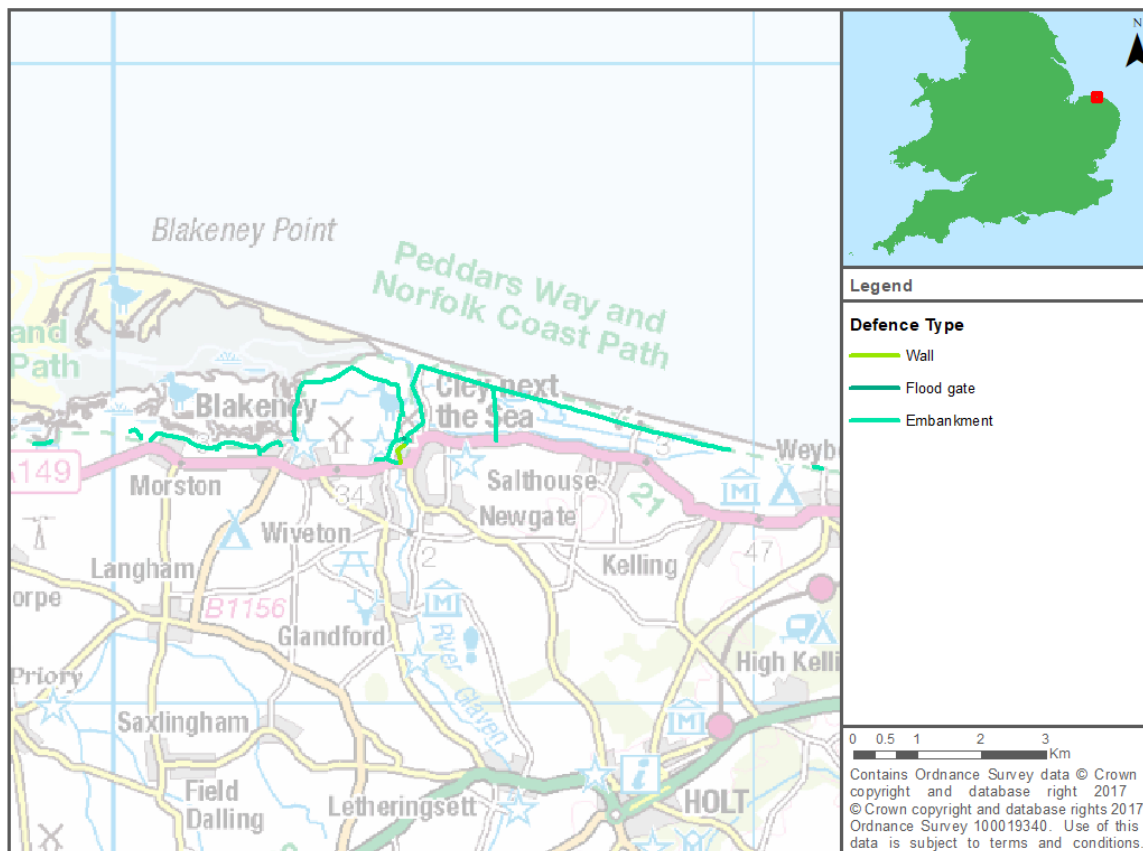 Blakeney Point
Peddars Way and
Norfolk Coast Path
and
Path
Blakeney
Cley next
the Sea
3
3
Weybo
A149
Morston
34
Salthouse
Newgate
21
Wiveton
2
Kelling
47
Langham
orpe
B1156
Glandford
River Glaven
High Kelli
Priory
Saxlingham
Field
Dalling
Letheringsett
HOLT
N
Legend
Defence Type
Wall
Flood gate
Embankment
0 0.5 1 2 3
Km
Contains Ordnance Survey data © Crown
copyright and database right 2017
© Crown copyright and database rights 2017
Ordnance Survey 100019340. Use of this
data is subject to terms and conditions